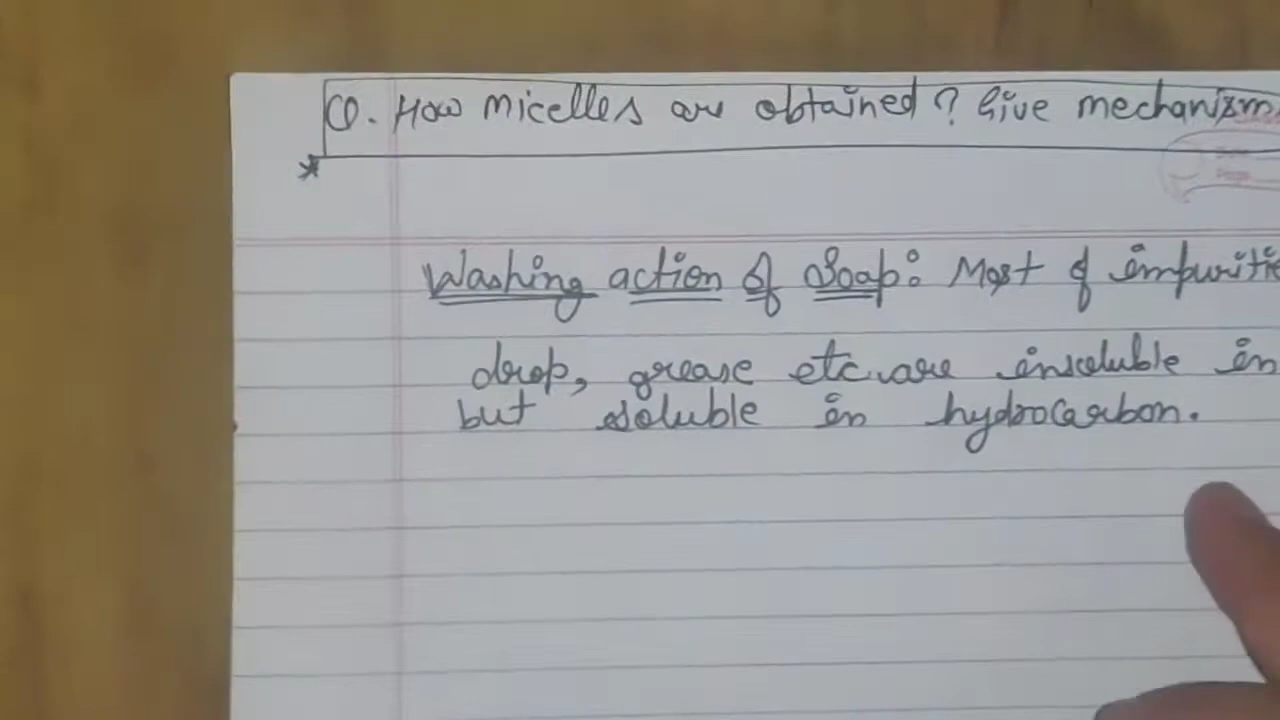 Q. How micelles are obtained? Give mechanism.
Washing action of Soap: Most of
drop, grease etc. are insoluble in
but soluble in hydrocarbon.